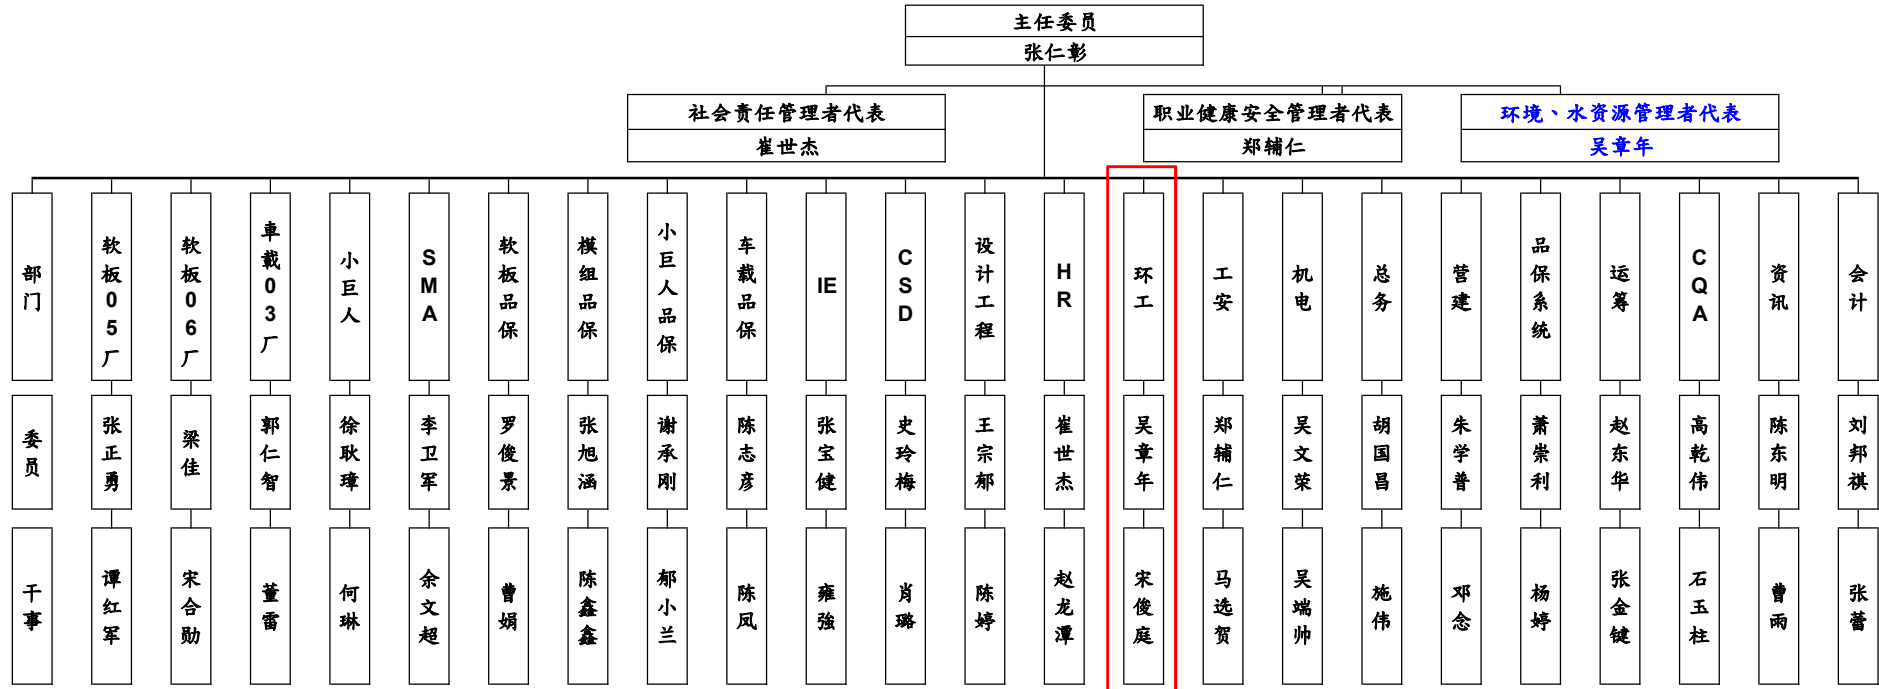 主任委员
张仁彰
社会责任管理者代表
崔世杰
职业健康安全管理者代表
郑辅仁
环境、水资源管理者代表
吴章年
部门
软板05厂
软板06厂
車載03厂
小巨人
SMA
软板品保
模组品保
小巨人品保
车载品保
IE
CSD
设计工程
HR
环工
工安
机电
总务
营建
品保系统
运筹
CQA
资讯
会计
委员
张正勇
梁佳
郭仁智
徐耿璋
李卫军
罗俊景
张旭涵
谢承刚
陈志彦
张宝健
史玲梅
王宗郁
崔世杰
吴章年
郑辅仁
吴文荣
胡国昌
朱学普
萧崇利
赵东华
高乾伟
陈东明
刘邦祺
干事
谭红军
宋合勋
董雷
何琳
余文超
曹娟
陈鑫鑫
郁小兰
陈凤
雍強
肖璐
陈婷
赵龙潭
宋俊庭
马选贺
吴端帅
施伟
邓念
杨婷
张金键
石玉柱
曹雨
张蕾